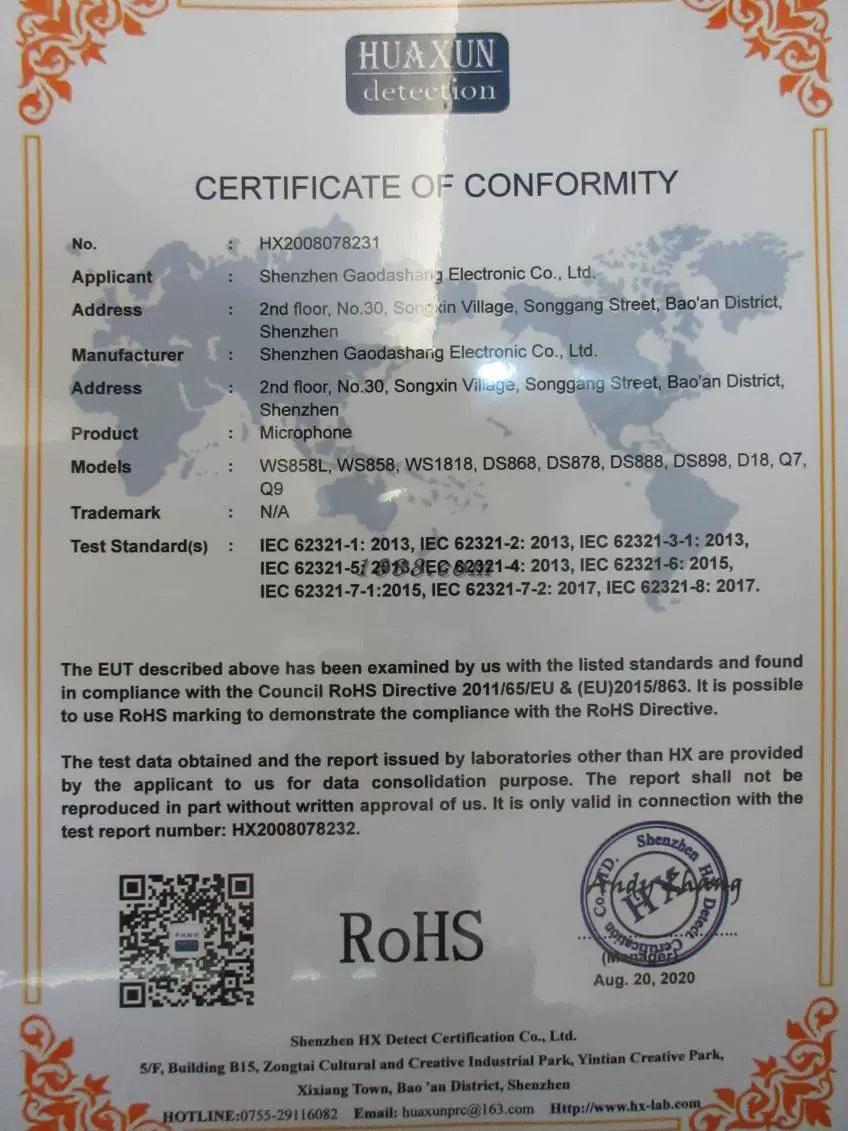 HUAXUN
detection
CERTIFICATE OF CONFORMITY
No. : HX2008078231
Applicant : Shenzhen Gaodashang Electronic Co., Ltd.
Address : 2nd floor, No.30, Songxin Village, Songgang Street, Bao'an District,
Shenzhen
Manufacturer : Shenzhen Gaodashang Electronic Co., Ltd.
Address : 2nd floor, No.30, Songxin Village, Songgang Street, Bao'an District,
Shenzhen
Product : Microphone
Models : WS858L, WS858, WS1818, DS868, DS878, DS888, DS898, D18, Q7,
Q9
Trademark : N/A
Test Standard(s) : IEC 62321-1: 2013, IEC 62321-2: 2013, IEC 62321-3-1: 2013,
IEC 62321-5: 2013, IEC 62321-4: 2013, IEC 62321-6: 2015,
IEC 62321-7-1:2015, IEC 62321-7-2: 2017, IEC 62321-8: 2017.
1688.com
The EUT described above has been examined by us with the listed standards and found
in compliance with the Council RoHS Directive 2011/65/EU & (EU)2015/863. It is possible
to use RoHS marking to demonstrate the compliance with the RoHS Directive.
The test data obtained and the report issued by laboratories other than HX are provided
by the applicant to us for data consolidation purpose. The report shall not be
reproduced in part without written approval of us. It is only valid in connection with the
test report number: HX2008078232.
RoHS
Shenzhen HX Detect Certification Co., LTD.
HX
Andy Zhang
(Manager)
Aug. 20, 2020
Shenzhen HX Detect Certification Co., Ltd.
5/F, Building B15, Zongtai Cultural and Creative Industrial Park, Yintian Creative Park,
Xixiang Town, Bao 'an District, Shenzhen
HOTLINE:0755-29116082 Email: huaxunprc@163.com Http://www.hx-lab.com